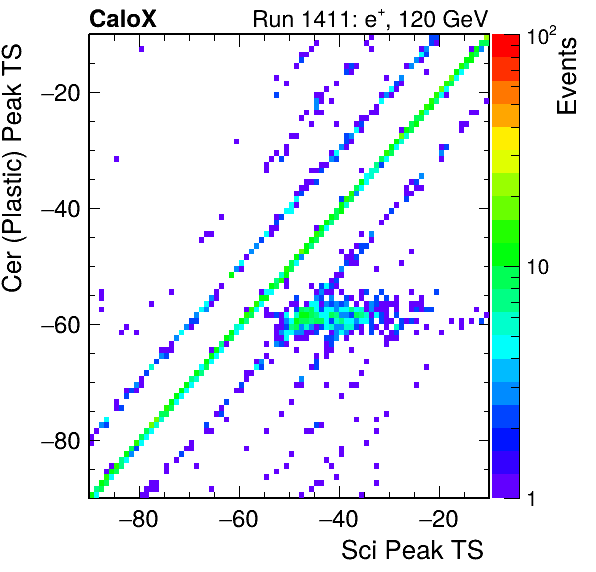 CaloX Run 1411: e⁺, 120 GeV
Cer (Plastic) Peak TS
−20
−40
−60
−80
−80 −60 −40 −20
Sci Peak TS
10²
10
1
Events